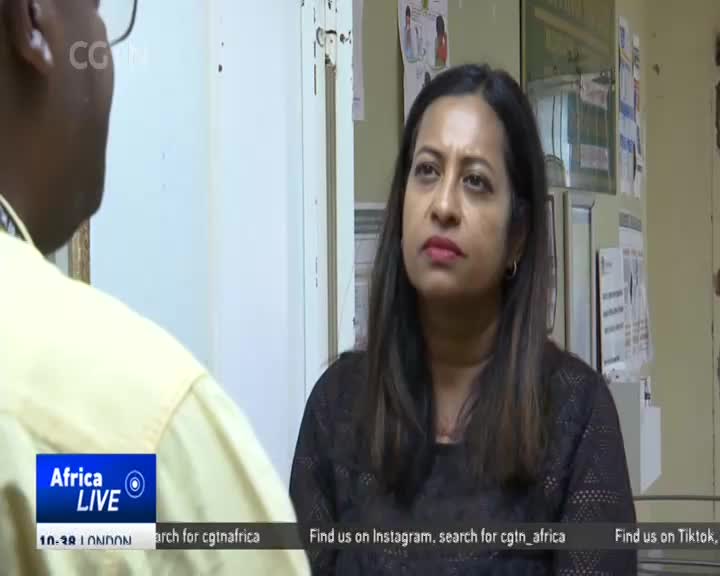 CGTN
Africa
LIVE
10:38 LONDON
arch for cgtnafrica Find us on Instagram, search for cgtn_africa Find us on Tiktok,